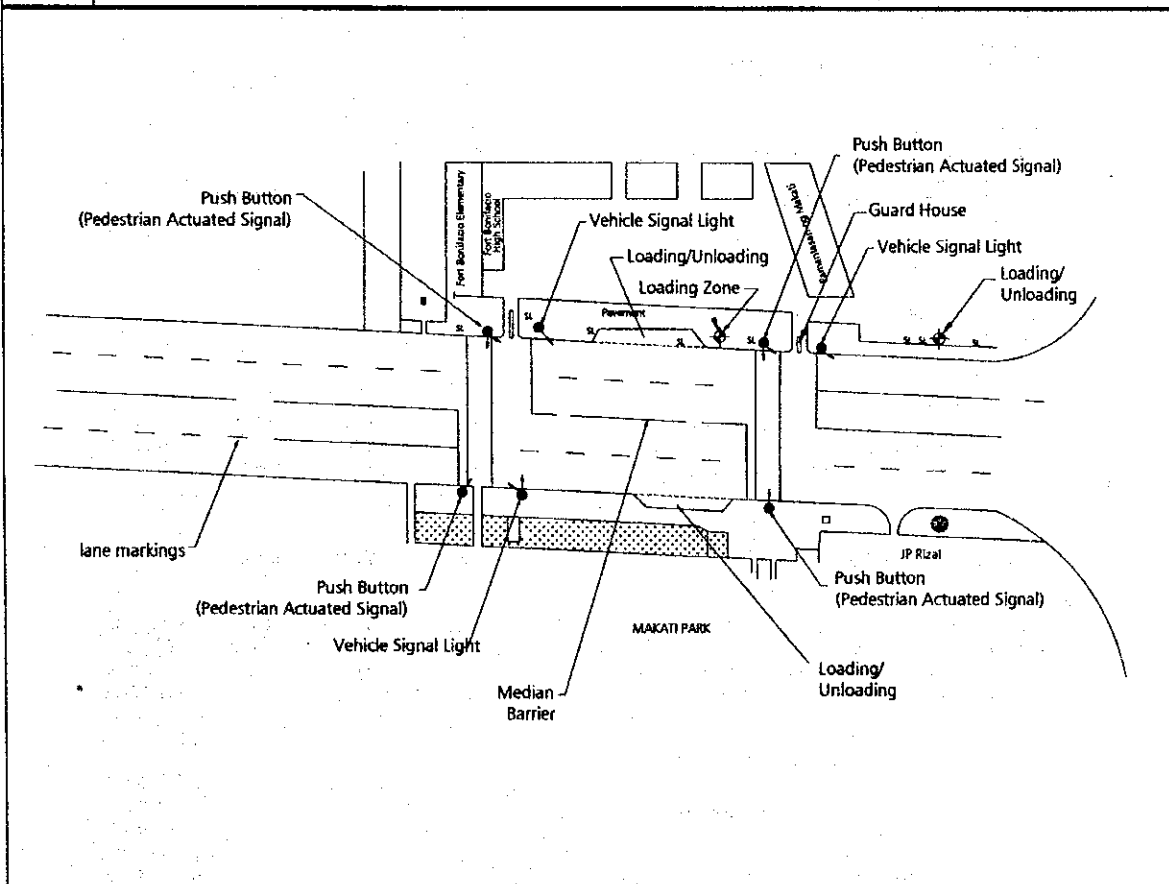 Push Button
(Pedestrian Actuated Signal)
Push Button
(Pedestrian Actuated Signal)
Fort Bonifacio Elementary
Fort Bonifacio
High School
Vehicle Signal Light
Guard House
Vehicle Signal Light
Loading/Unloading
Loading Zone
Loading/
Unloading
Pavement
SL
SL
SL
SL
SL
SL
SL
lane markings
Push Button
(Pedestrian Actuated Signal)
Vehicle Signal Light
Median
Barrier
MAKATI PARK
JP Rizal
Push Button
(Pedestrian Actuated Signal)
Loading/
Unloading